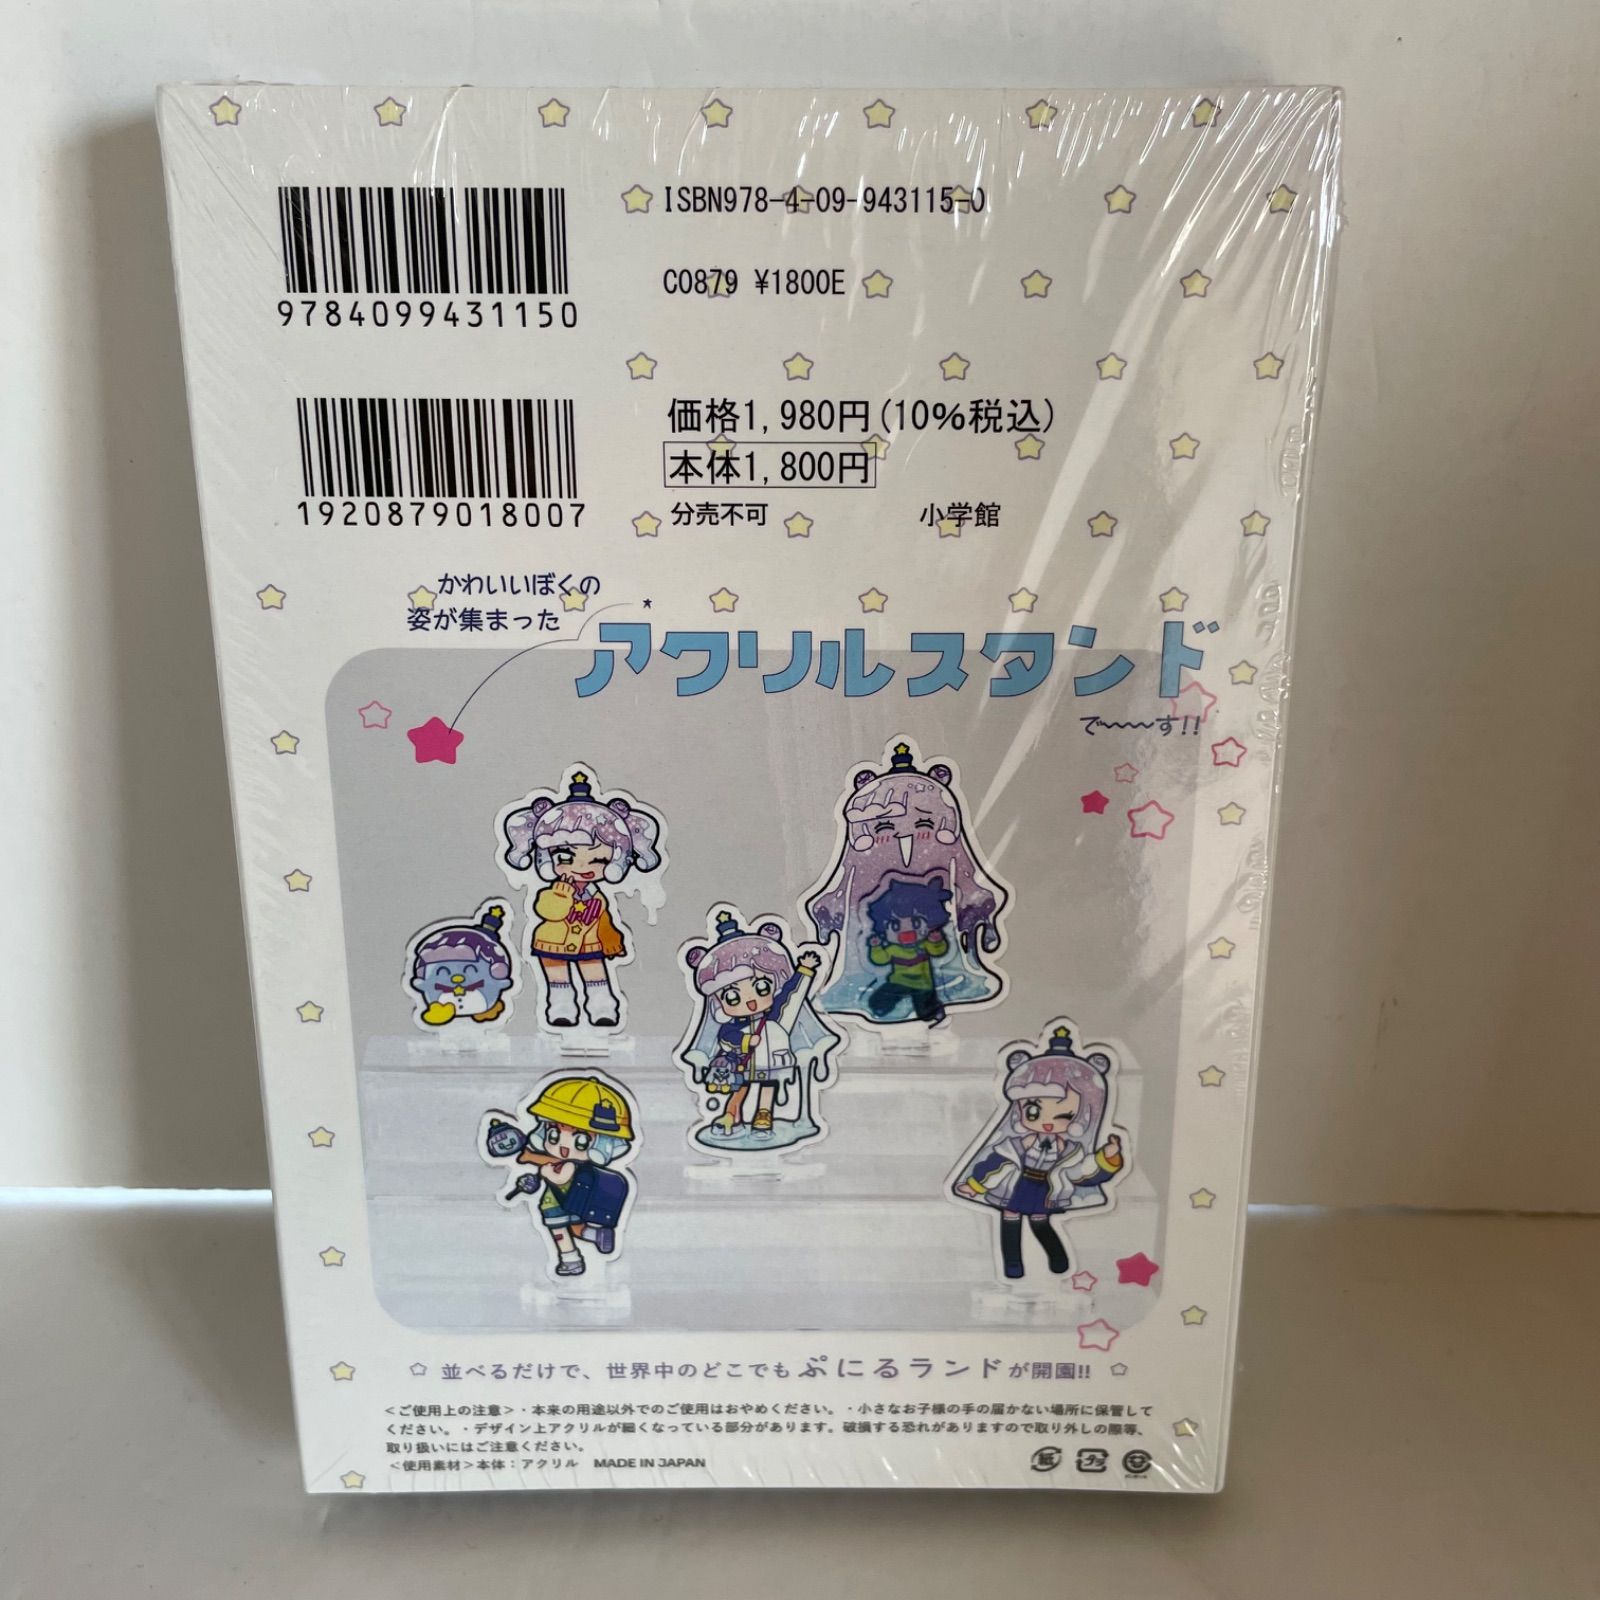 9784099431150
ISBN978-4-09-943115-0
C0879 ¥1800E
1920879018007
価格1,980円(10%税込)
本体1,800円
分売不可 小学館
かわいいぼくの
姿が集まった
アクリルスタンド
で〜〜〜す!!
並べるだけで、世界中のどこでもぷにるランドが開園!!
<ご使用上の注意>・本来の用途以外でのご使用はおやめください。・小さなお子様の手の届かない場所に保管して
ください。・デザイン上アクリルが細くなっている部分があります。破損する恐れがありますので取り外しの際等、
取り扱いにはご注意ください。
<使用素材>本体:アクリル MADE IN JAPAN
紙 プラ